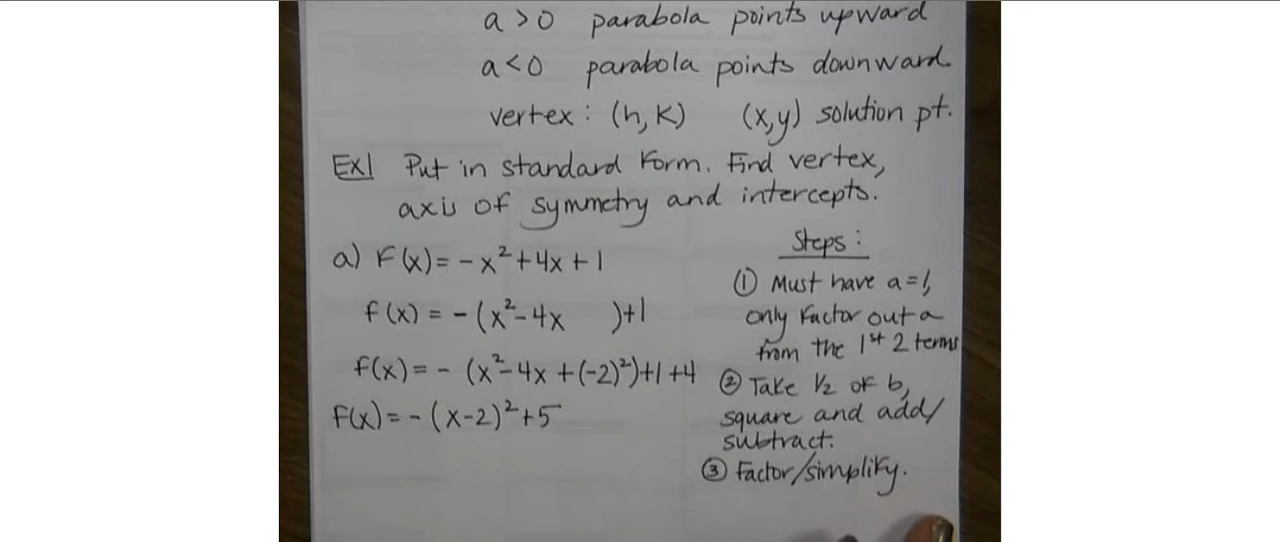 a > 0 parabola points upward
a < 0 parabola points downward
vertex : (h, k) (x,y) solution pt.
Ex1 Put in standard form. Find vertex,
axis of symmetry and intercepts.
a) f(x) = -x² + 4x + 1
f(x) = -(x² - 4x )+1
f(x) = - (x² - 4x + (-2)²)+1 +4
f(x) = -(x-2)² + 5
Steps :
① Must have a=1,
only factor out a
from the 1st 2 terms
② Take 1/2 of b,
square and add/
subtract.
③ Factor/simplify.